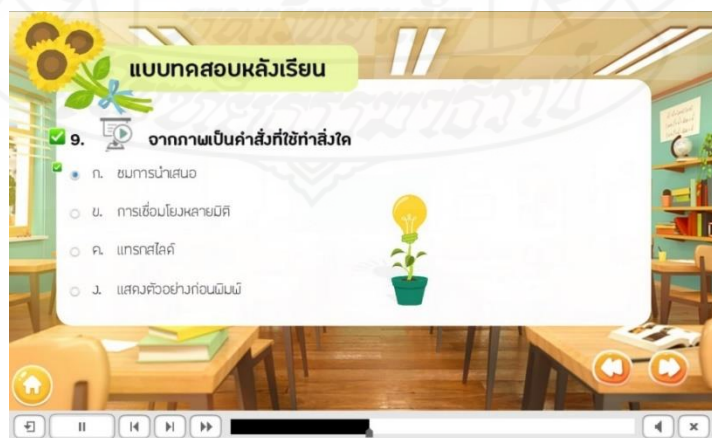 แบบทดสอบหลังเรียน
9. จากภาพเป็นคำสั่งที่ใช้ทำสิ่งใด
ก. ชมการนำเสนอ
ข. การเชื่อมโยงหลายมิติ
ค. แทรกสไลด์
ง. แสดงตัวอย่างก่อนพิมพ์